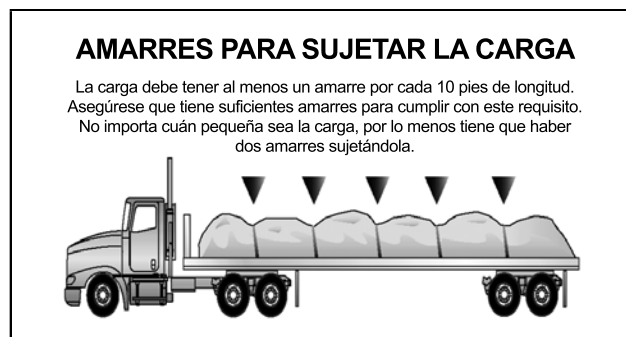 AMARRES PARA SUJETAR LA CARGA
La carga debe tener al menos un amarre por cada 10 pies de longitud.
Asegúrese que tiene suficientes amarres para cumplir con este requisito.
No importa cuán pequeña sea la carga, por lo menos tiene que haber
dos amarres sujetándola.